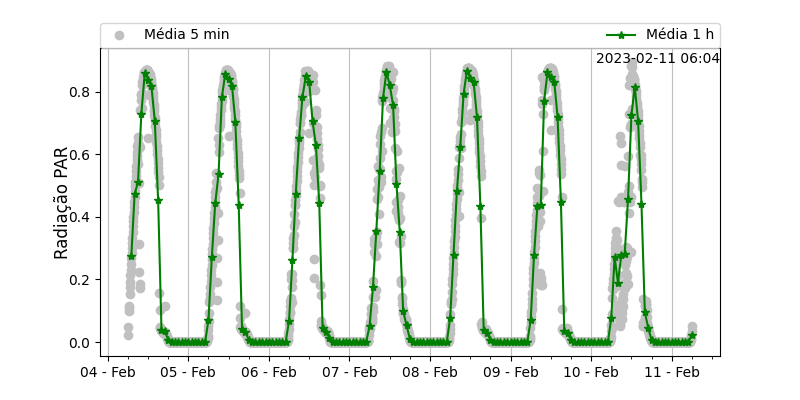 Média 5 min
Média 1 h
2023-02-11 06:04
Radiação PAR
0.8
0.6
0.4
0.2
0.0
04 - Feb
05 - Feb
06 - Feb
07 - Feb
08 - Feb
09 - Feb
10 - Feb
11 - Feb